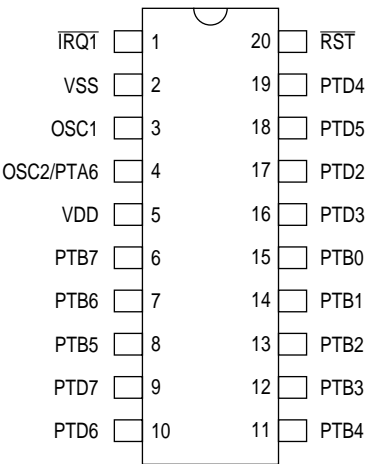 I̅R̅Q̅1̅ 1 20 R̅S̅T̅
VSS 2 19 PTD4
OSC1 3 18 PTD5
OSC2/PTA6 4 17 PTD2
VDD 5 16 PTD3
PTB7 6 15 PTB0
PTB6 7 14 PTB1
PTB5 8 13 PTB2
PTD7 9 12 PTB3
PTD6 10 11 PTB4